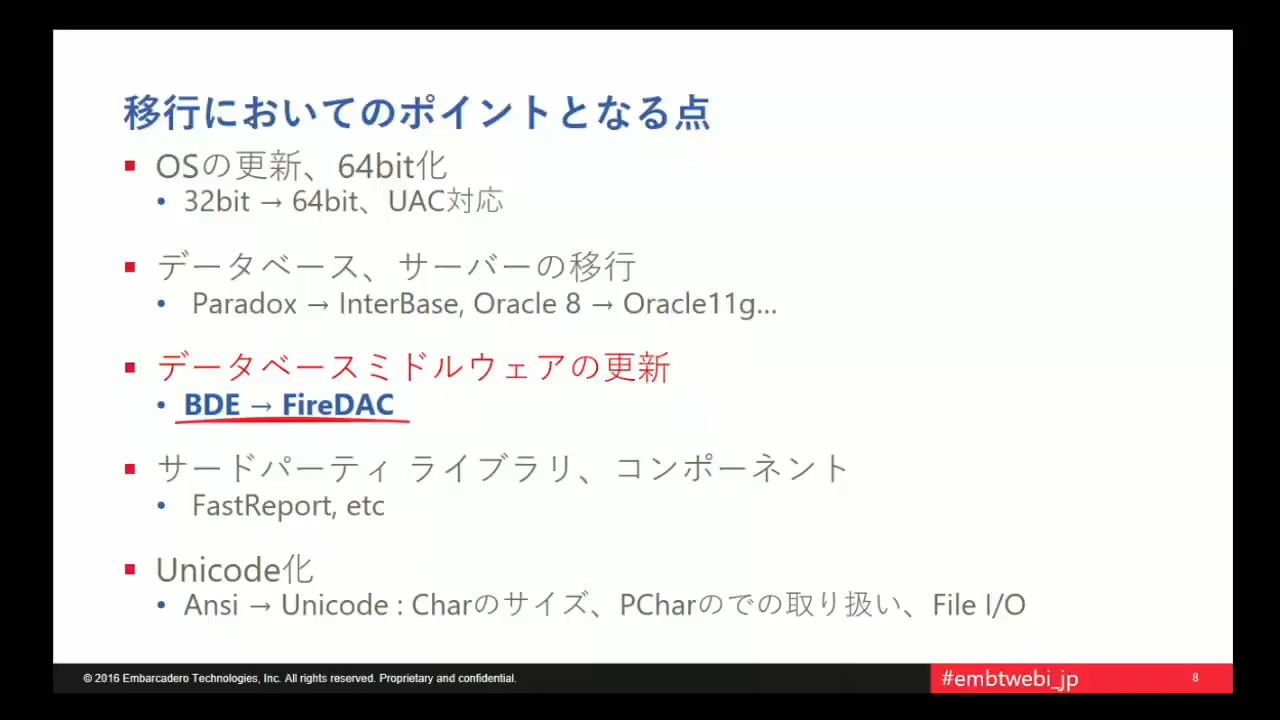 移行においてのポイントとなる点
▪ OSの更新、64bit化
• 32bit → 64bit、UAC対応
▪ データベース、サーバーの移行
• Paradox → InterBase, Oracle 8 → Oracle11g...
▪ データベースミドルウェアの更新
• BDE → FireDAC
▪ サードパーティ ライブラリ、コンポーネント
• FastReport, etc
▪ Unicode化
• Ansi → Unicode : Charのサイズ、PCharのでの取り扱い、File I/O
© 2016 Embarcadero Technologies, Inc. All rights reserved. Proprietary and confidential.
#embtwebi_jp
8